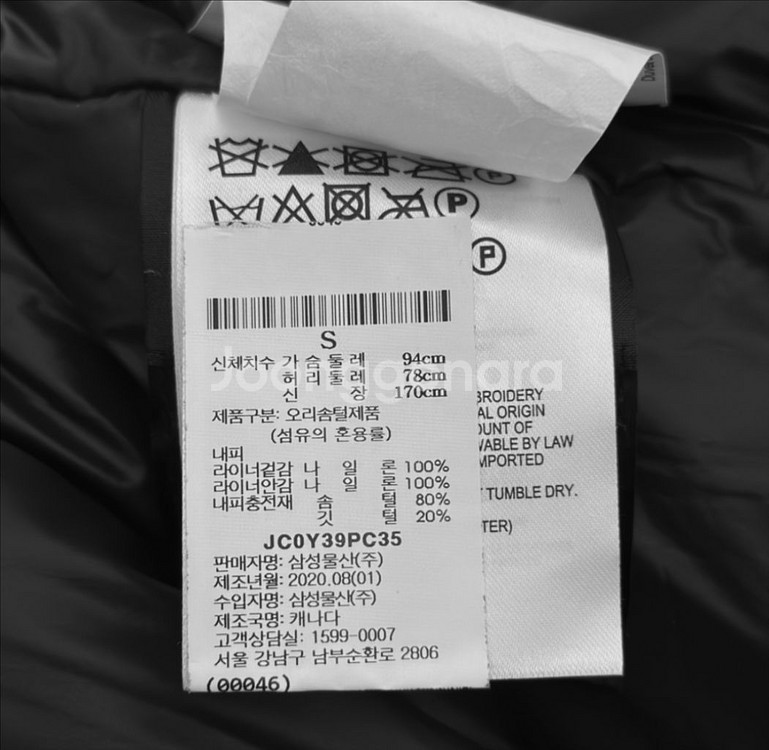 P
P
S
신체치수 가슴둘레 94cm
허리둘레 78cm
신장 170cm
제품구분: 오리솜털제품
(섬유의 혼용률)
내피
라이너겉감 나일론 100%
라이너안감 나일론 100%
내피충전재 솜털 80%
깃털 20%
JC0Y39PC35
판매자명: 삼성물산(주)
제조년월: 2020.08(01)
수입자명: 삼성물산(주)
제조국명: 캐나다
고객상담실: 1599-0007
서울 강남구 남부순환로 2806
(00046)
P
BROIDERY
AL ORIGIN
OUNT OF
WABLE BY LAW
MPORTED
TUMBLE DRY.
TER)
Joonggonara